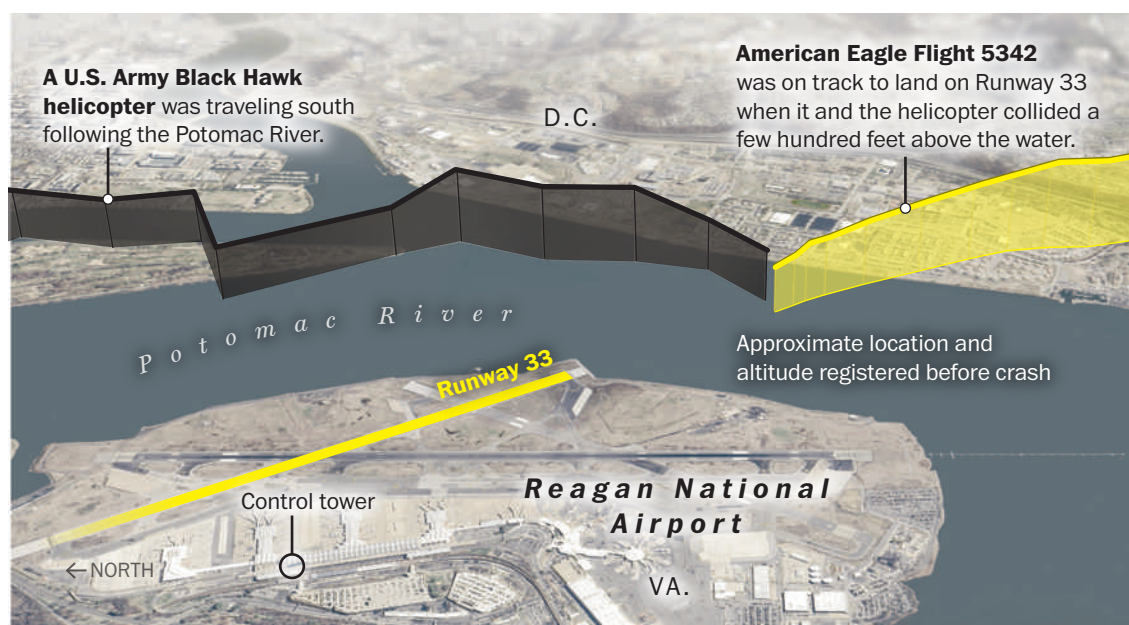 A U.S. Army Black Hawk
helicopter was traveling south
following the Potomac River.
D.C.
American Eagle Flight 5342
was on track to land on Runway 33
when it and the helicopter collided a
few hundred feet above the water.
Potomac River
Approximate location and
altitude registered before crash
Runway 33
Control tower
Reagan National
Airport
←NORTH
VA.